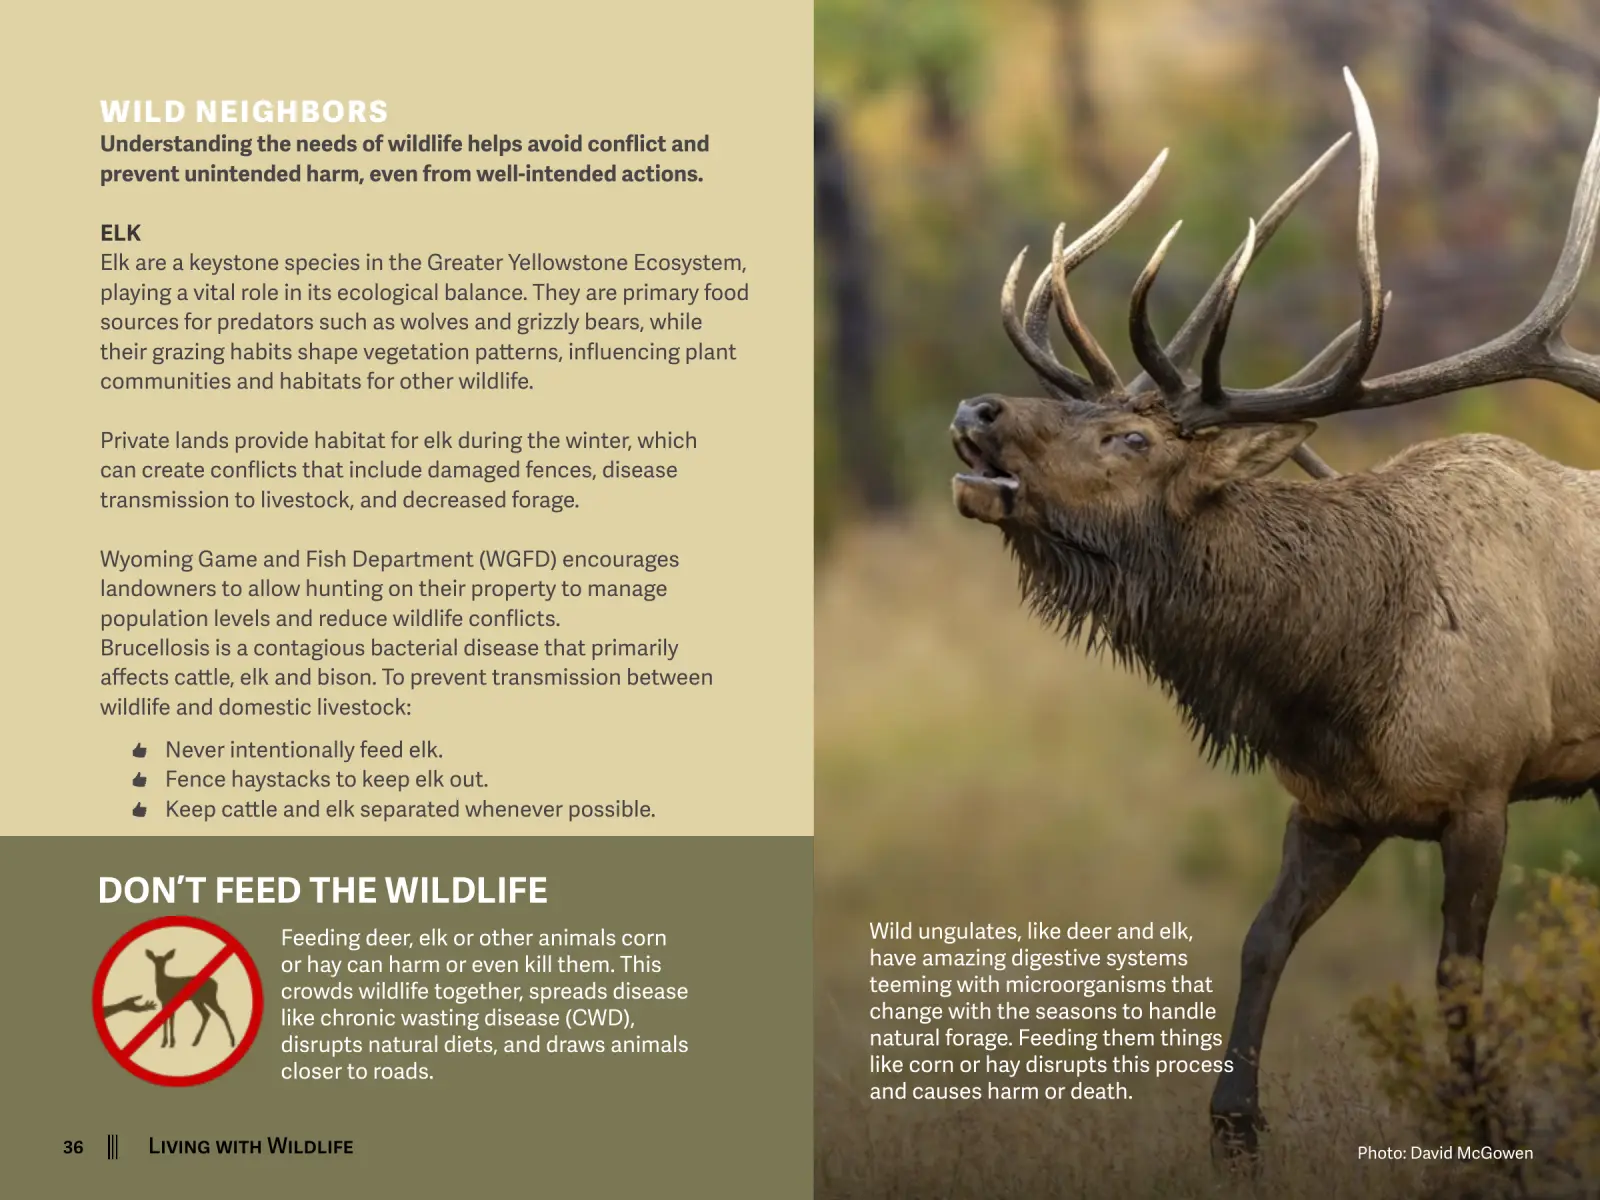 WILD NEIGHBORS
Understanding the needs of wildlife helps avoid conflict and
prevent unintended harm, even from well-intended actions.
ELK
Elk are a keystone species in the Greater Yellowstone Ecosystem,
playing a vital role in its ecological balance. They are primary food
sources for predators such as wolves and grizzly bears, while
their grazing habits shape vegetation patterns, influencing plant
communities and habitats for other wildlife.
Private lands provide habitat for elk during the winter, which
can create conflicts that include damaged fences, disease
transmission to livestock, and decreased forage.
Wyoming Game and Fish Department (WGFD) encourages
landowners to allow hunting on their property to manage
population levels and reduce wildlife conflicts.
Brucellosis is a contagious bacterial disease that primarily
affects cattle, elk and bison. To prevent transmission between
wildlife and domestic livestock:
Never intentionally feed elk.
Fence haystacks to keep elk out.
Keep cattle and elk separated whenever possible.
DON'T FEED THE WILDLIFE
Feeding deer, elk or other animals corn
or hay can harm or even kill them. This
crowds wildlife together, spreads disease
like chronic wasting disease (CWD),
disrupts natural diets, and draws animals
closer to roads.
36 Living with Wildlife
Wild ungulates, like deer and elk,
have amazing digestive systems
teeming with microorganisms that
change with the seasons to handle
natural forage. Feeding them things
like corn or hay disrupts this process
and causes harm or death.
Photo: David McGowen